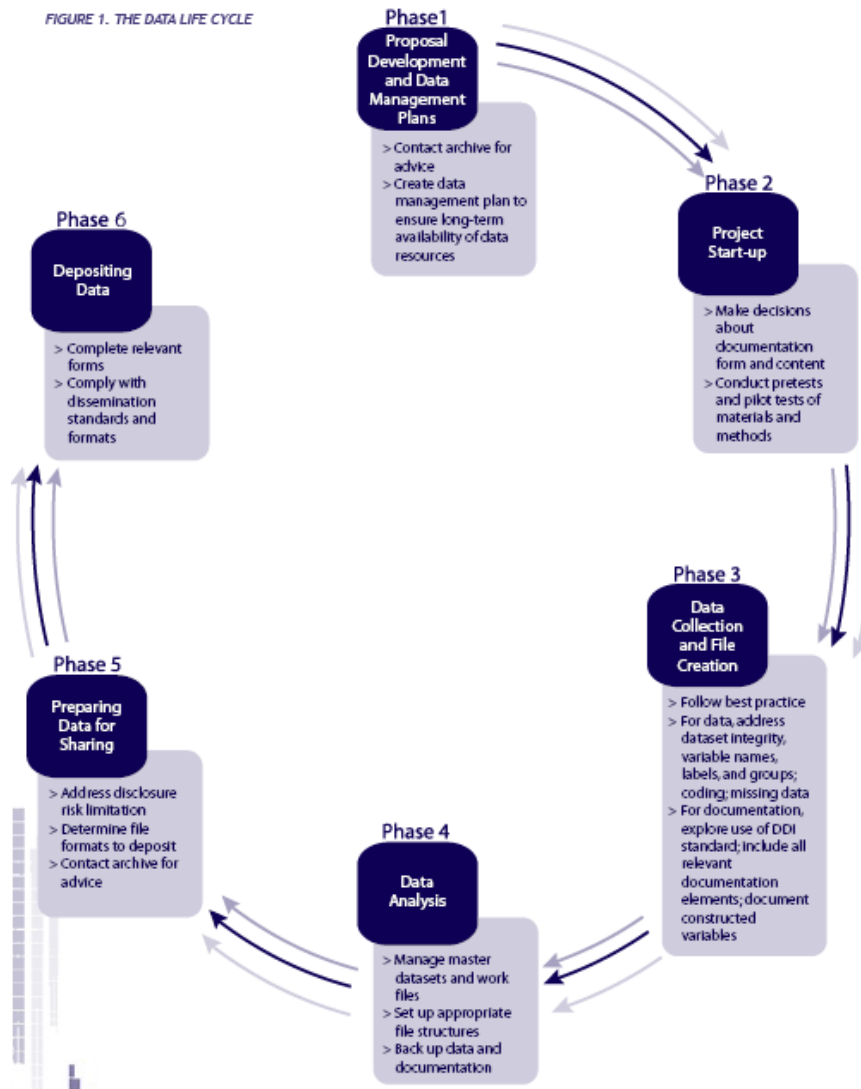 FIGURE 1. THE DATA LIFE CYCLE
Phase1
Proposal
Development
and Data
Management
Plans
> Contact archive for
advice
> Create data
management plan to
ensure long-term
availability of data
resources
Phase 2
Project
Start-up
> Make decisions
about
documentation
form and content
> Conduct pretests
and pilot tests of
materials and
methods
Phase 3
Data
Collection
and File
Creation
> Follow best practice
> For data, address
dataset integrity,
variable names,
labels, and groups;
coding; missing data
> For documentation,
explore use of DDI
standard; include all
relevant
documentation
elements; document
constructed
variables
Phase 4
Data
Analysis
> Manage master
datasets and work
files
> Set up appropriate
file structures
> Back up data and
documentation
Phase 5
Preparing
Data for
Sharing
> Address disclosure
risk limitation
> Determine file
formats to deposit
> Contact archive for
advice
Phase 6
Depositing
Data
> Complete relevant
forms
> Comply with
dissemination
standards and
formats